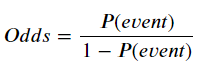 Odds = P(event) / 1 − P(event)